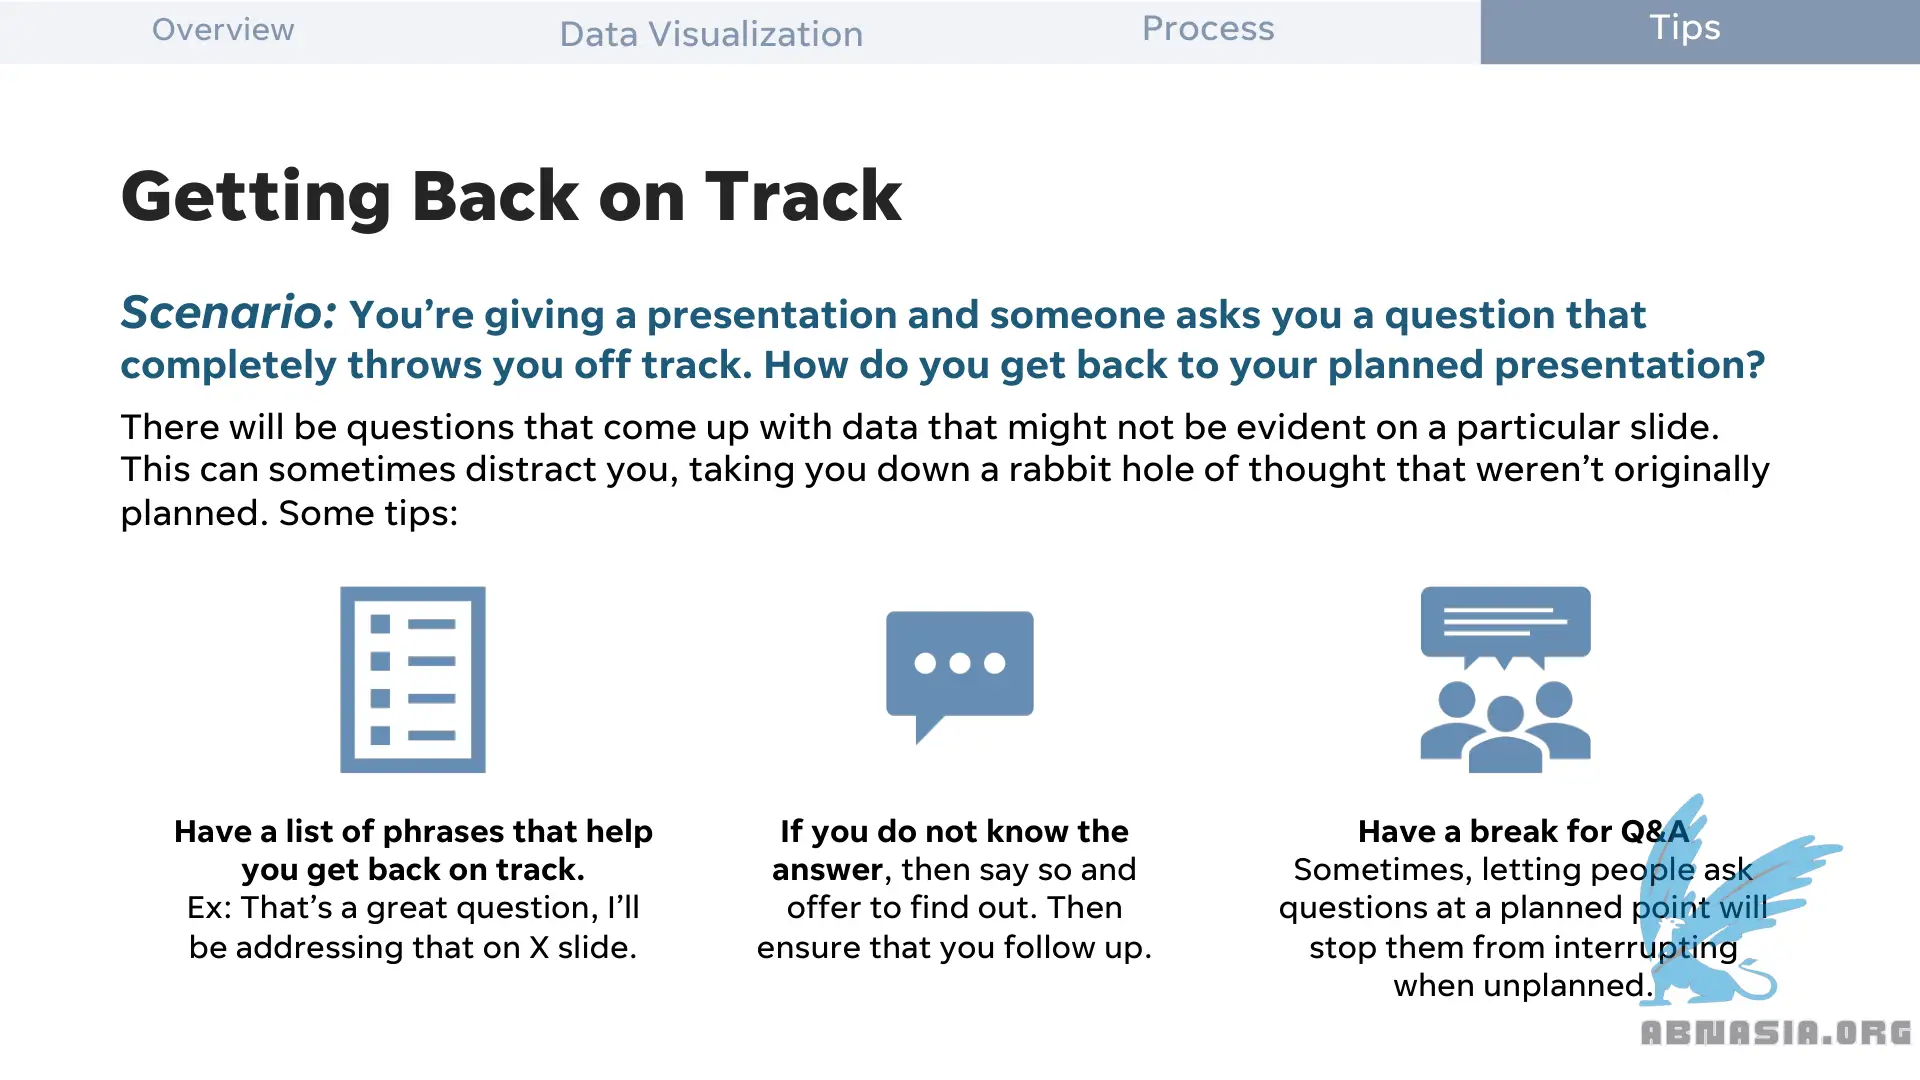 Overview
Data Visualization
Process
Tips
Getting Back on Track
Scenario: You’re giving a presentation and someone asks you a question that
completely throws you off track. How do you get back to your planned presentation?
There will be questions that come up with data that might not be evident on a particular slide.
This can sometimes distract you, taking you down a rabbit hole of thought that weren’t originally
planned. Some tips:
Have a list of phrases that help
you get back on track.
Ex: That’s a great question, I’ll
be addressing that on X slide.
If you do not know the
answer, then say so and
offer to find out. Then
ensure that you follow up.
Have a break for Q&A
Sometimes, letting people ask
questions at a planned point will
stop them from interrupting
when unplanned.
ABNASIA.ORG